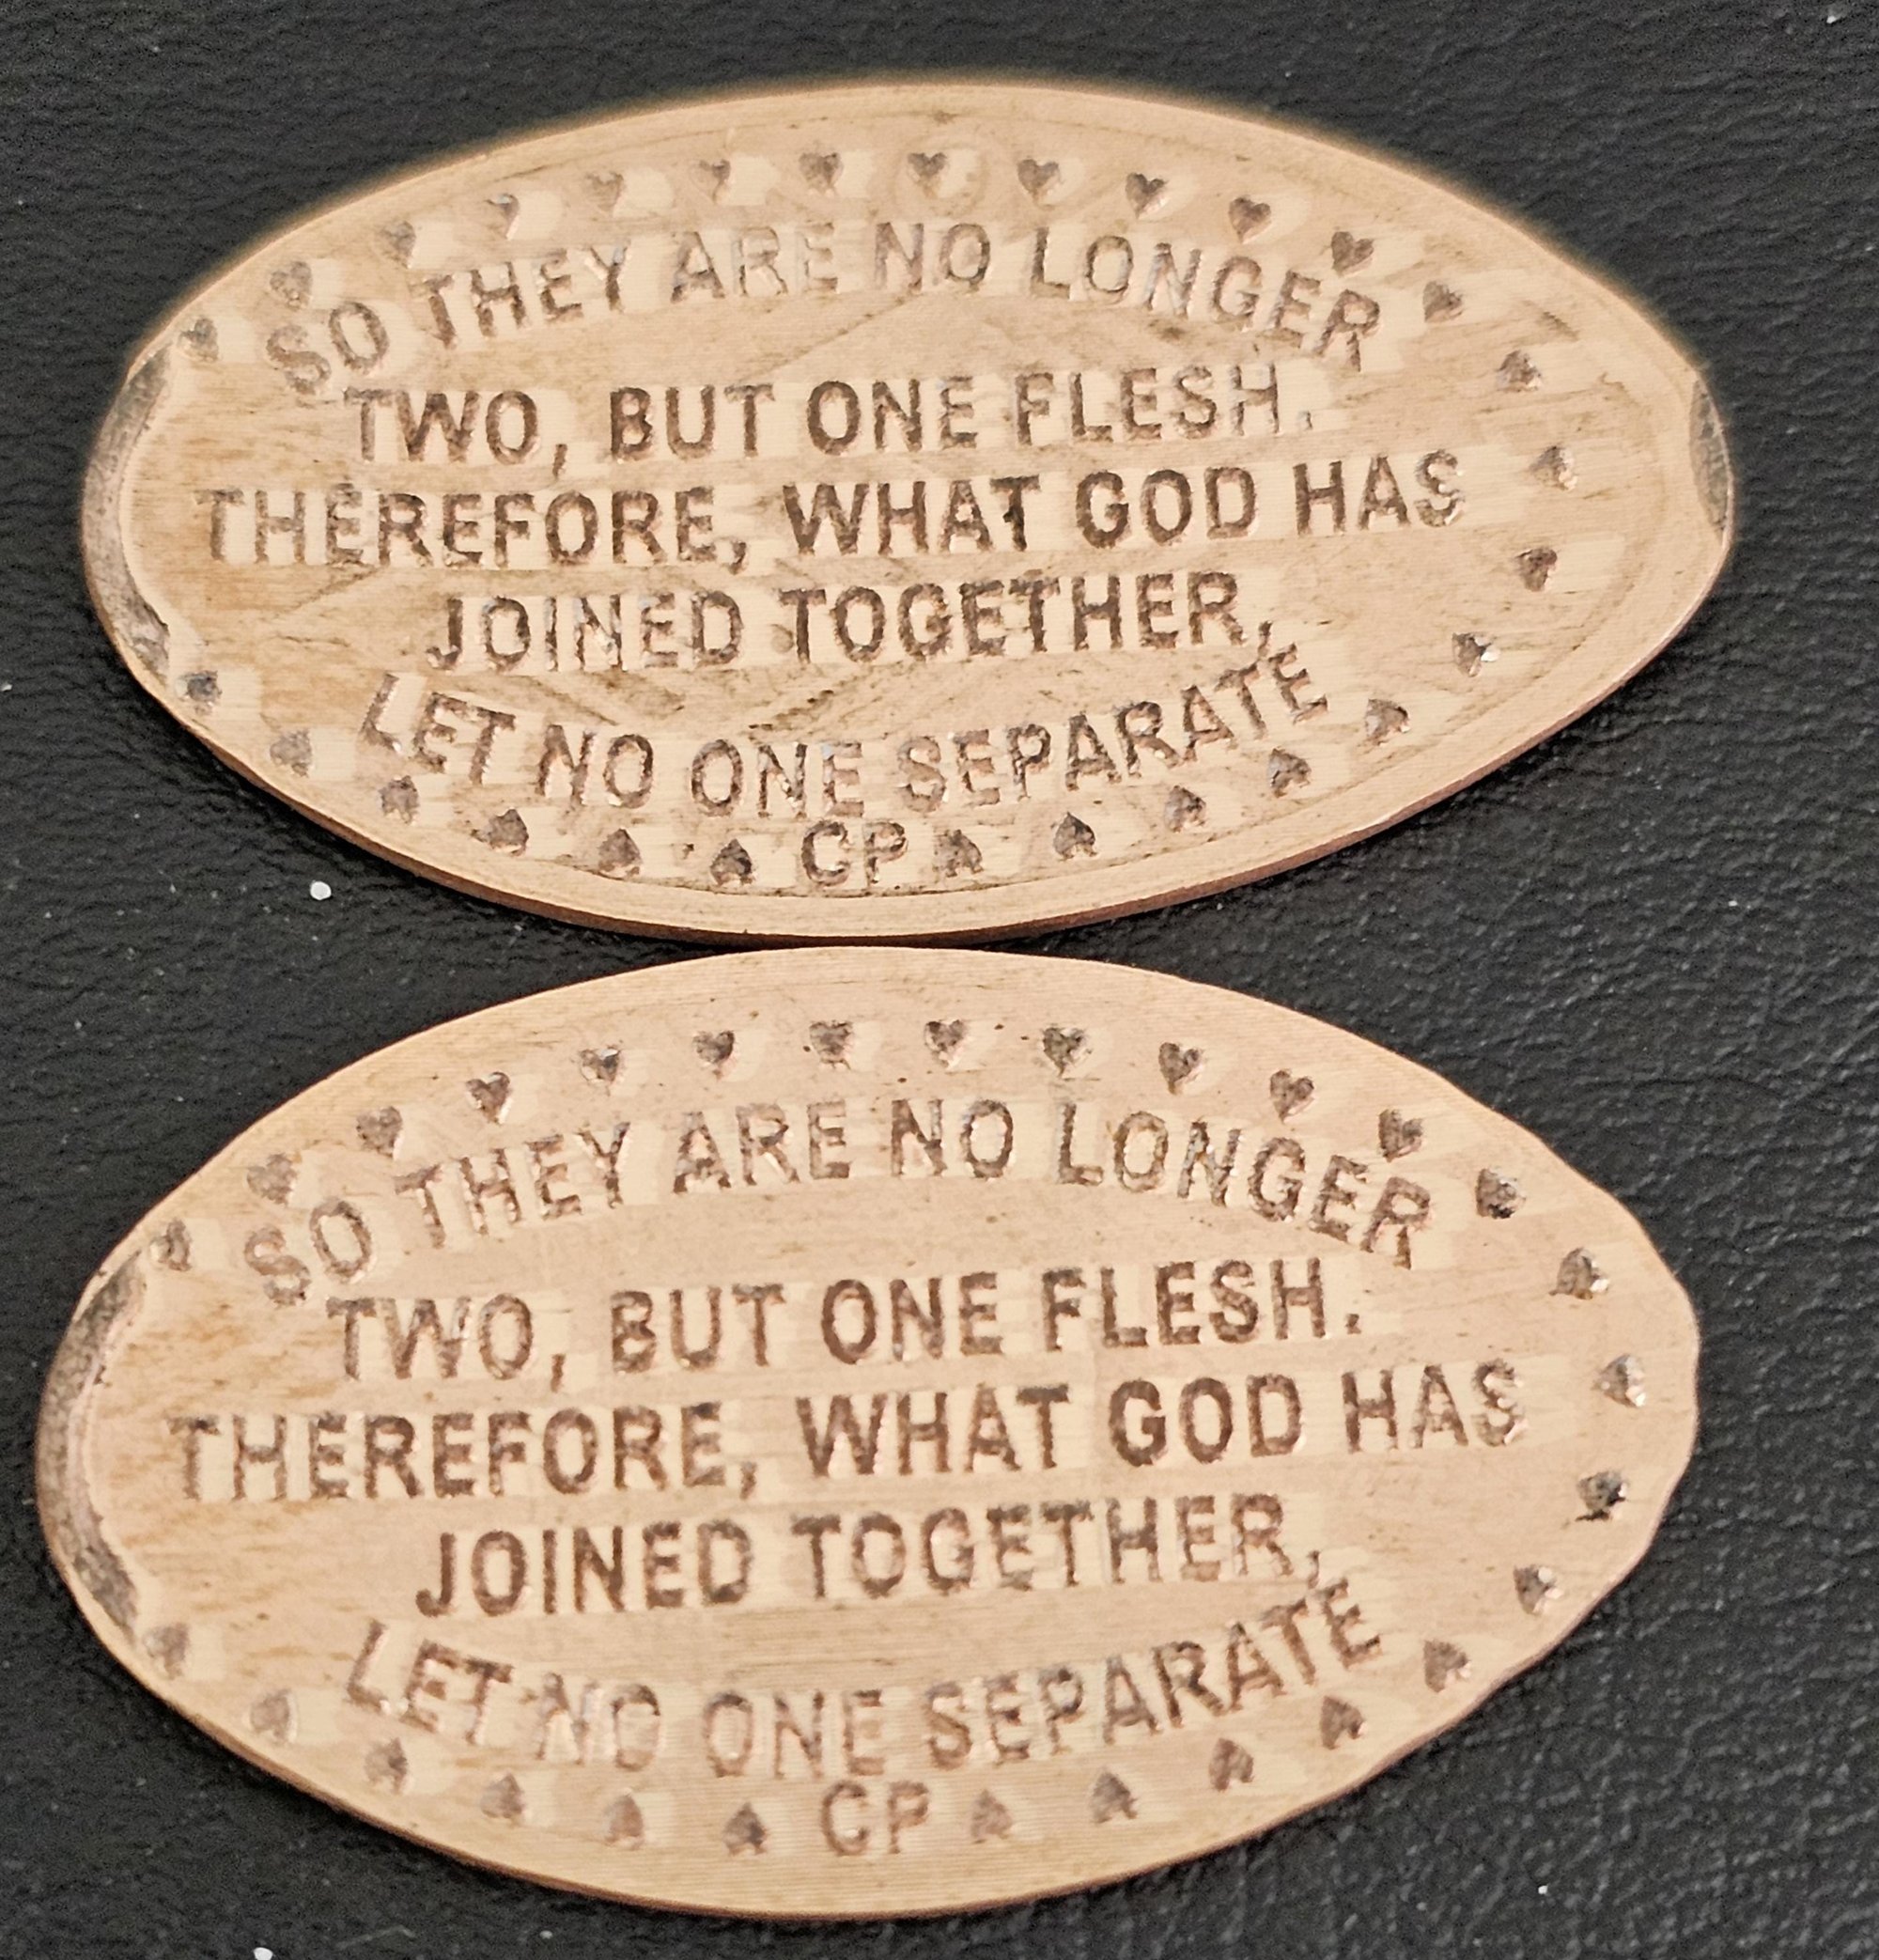 SO THEY ARE NO LONGER
TWO, BUT ONE FLESH.
THEREFORE, WHAT GOD HAS
JOINED TOGETHER,
LET NO ONE SEPARATE
CP
SO THEY ARE NO LONGER
TWO, BUT ONE FLESH.
THEREFORE, WHAT GOD HAS
JOINED TOGETHER,
LET NO ONE SEPARATE
CP